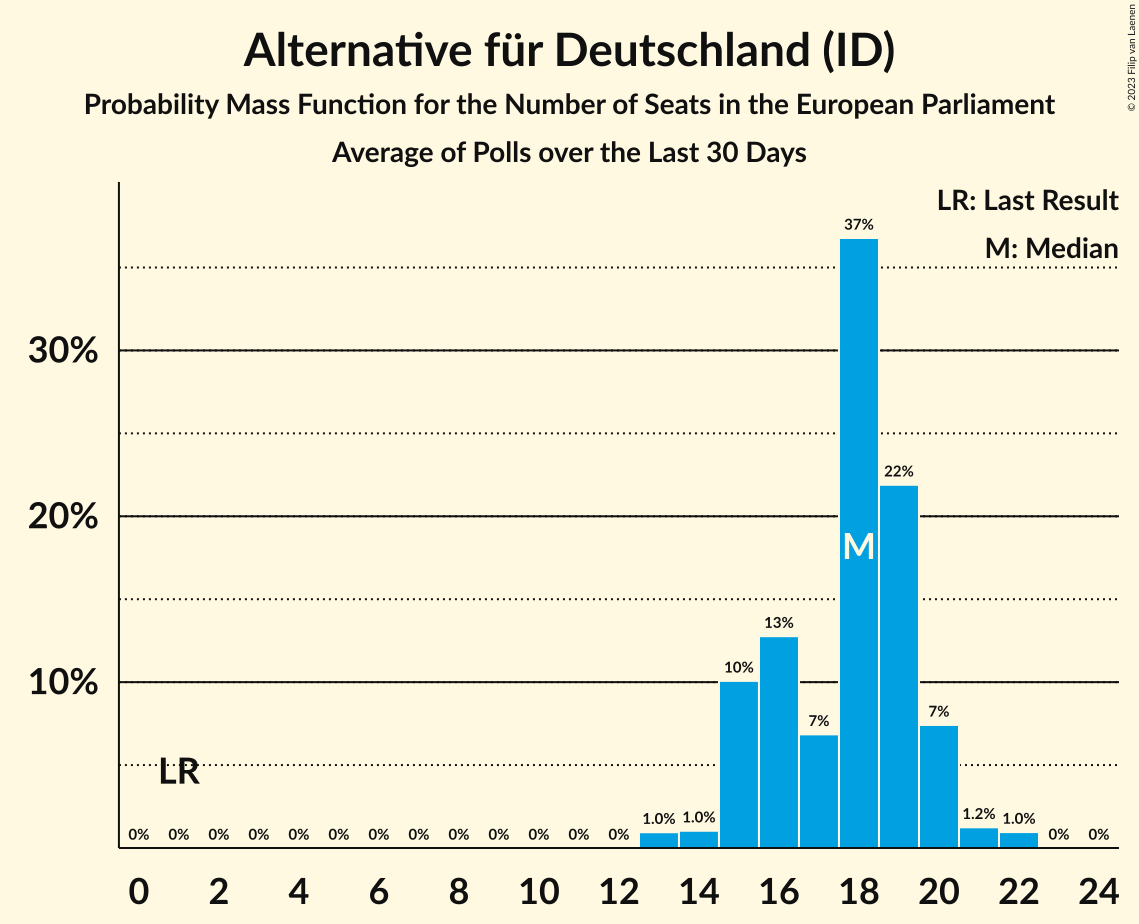 Alternative für Deutschland (ID)
Probability Mass Function for the Number of Seats in the European Parliament
Average of Polls over the Last 30 Days
© 2023 Filip van Laenen
LR: Last Result
M: Median
30%
20%
10%
37%
22%
M
13%
10%
7%
7%
LR
0% 0% 0% 0% 0% 0% 0% 0% 0% 0% 0% 0% 0% 1.0% 1.0% 1.2% 1.0% 0% 0%
0 2 4 6 8 10 12 14 16 18 20 22 24